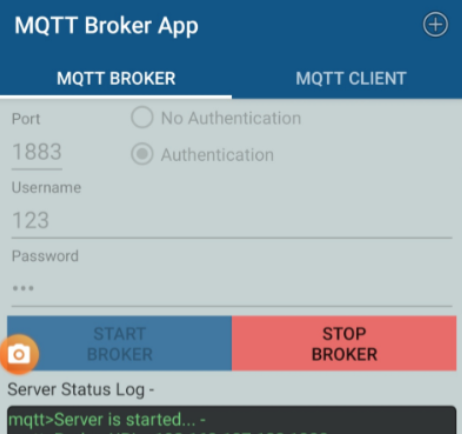 MQTT Broker App
MQTT BROKER
MQTT CLIENT
Port
No Authentication
1883
Authentication
Username
123
Password
•••
START
BROKER
STOP
BROKER
Server Status Log -
mqtt>Server is started... -